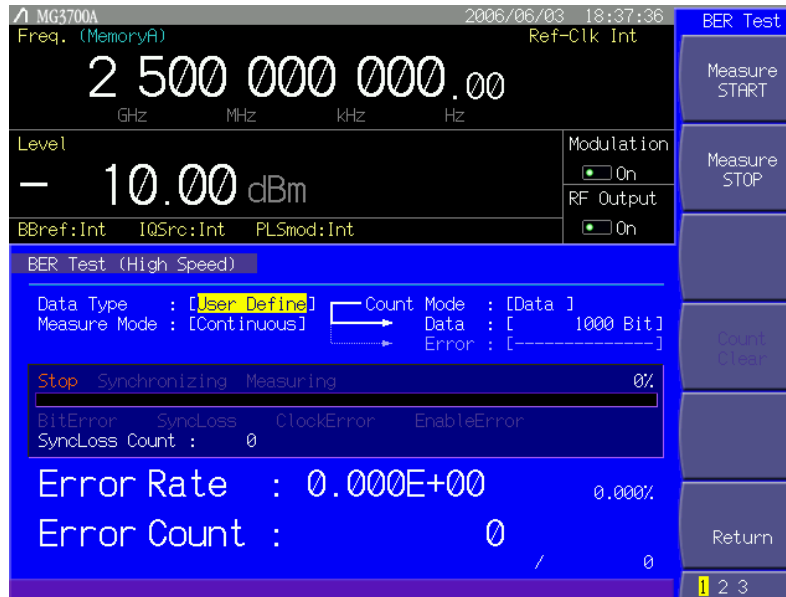 MG3700A 2006/06/03 18:37:36
Freq. (MemoryA) Ref-Clk Int
2 500 000 000.00
GHz MHz kHz Hz
Level
- 10.00 dBm
Modulation
On
RF Output
On
BBref:Int IQSrc:Int PLSmod:Int
BER Test (High Speed)
Data Type : [User Define] Count Mode : [Data ]
Measure Mode : [Continuous] Data : [ 1000 Bit]
Error : [--------------]
Stop Synchronizing Measuring 0%
BitError SyncLoss ClockError EnableError
SyncLoss Count : 0
Error Rate : 0.000E+00 0.000%
Error Count : 0
/ 0
BER Test
Measure
START
Measure
STOP
Count
Clear
Return
1 2 3